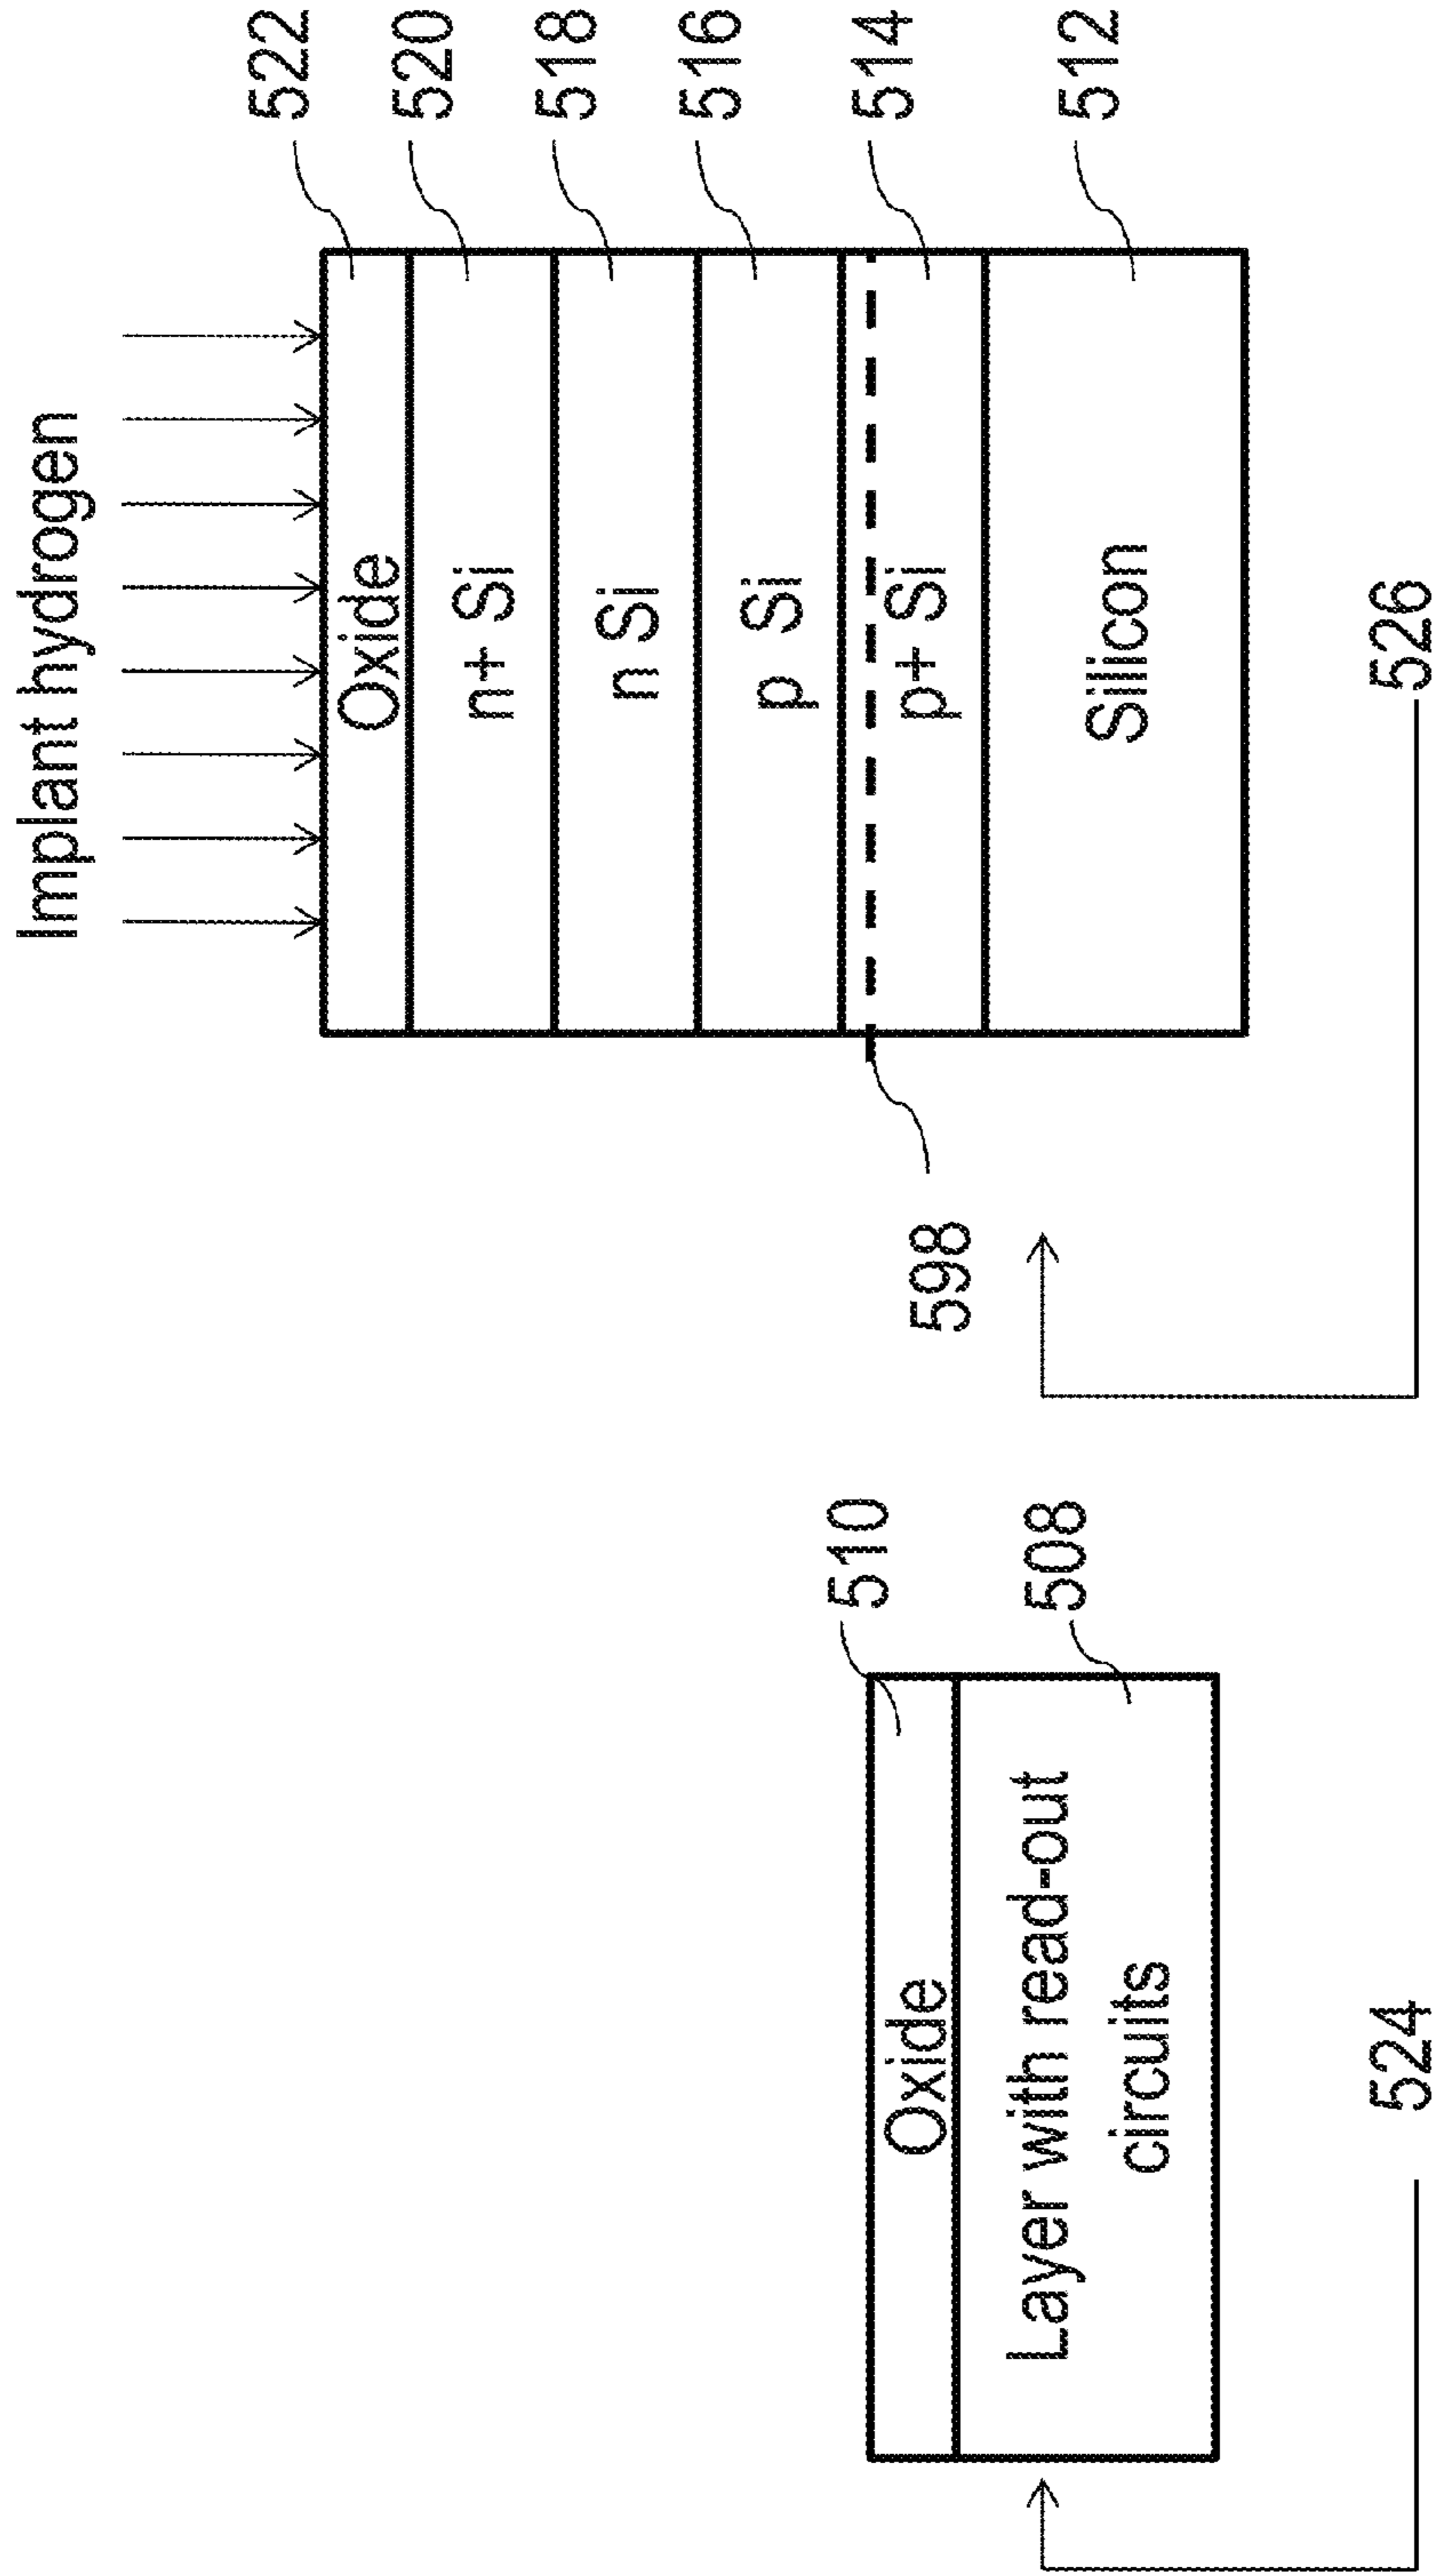 Implant hydrogen
522
Oxide
520
n+ Si
518
n Si
516
p Si
514
p+ Si
512
Silicon
598
526
510
Oxide
508
Layer with read-out
circuits
524